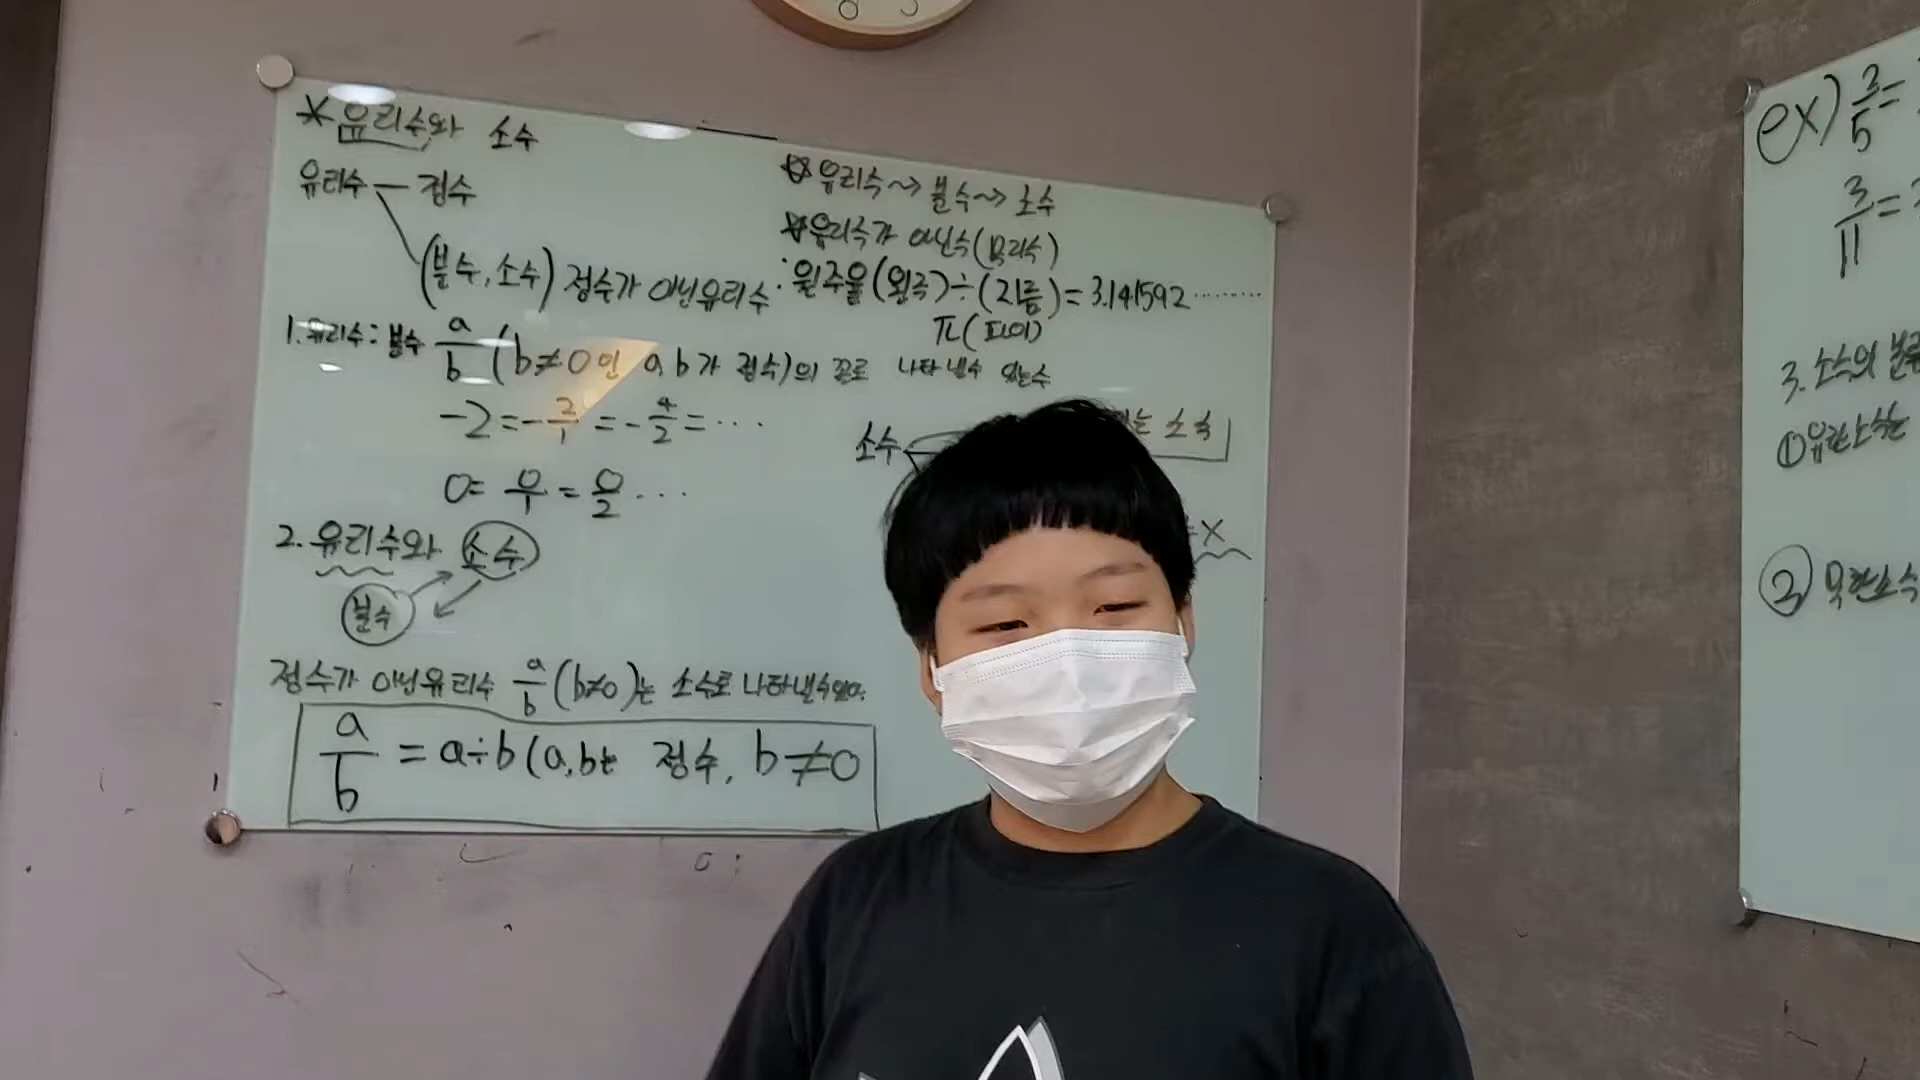 *유리수와 소수
유리수 — 정수
(분수, 소수) 정수가 아닌유리수
☆유리수~>분수~>소수
☆유리수가 아닌수(무리수)
·원주율(원주)÷(지름)=3.141592·········
π(파이)
1.유리수: 분수 a/b (b≠0인 a, b가 정수)의 꼴로 나타낼수 있는수
-2=-2/1=-4/2=···
0=0/1=0/2···
2. 유리수와 소수
분수
정수가 아닌유리수 a/b(b≠0)는 소수로 나타낼수있다.
a/b=a÷b(a,b는 정수, b≠0
소수
는 소수
X
ex) 3/5=
3/11=
3. 소수의 분류
①유한소수는
② 무한소수